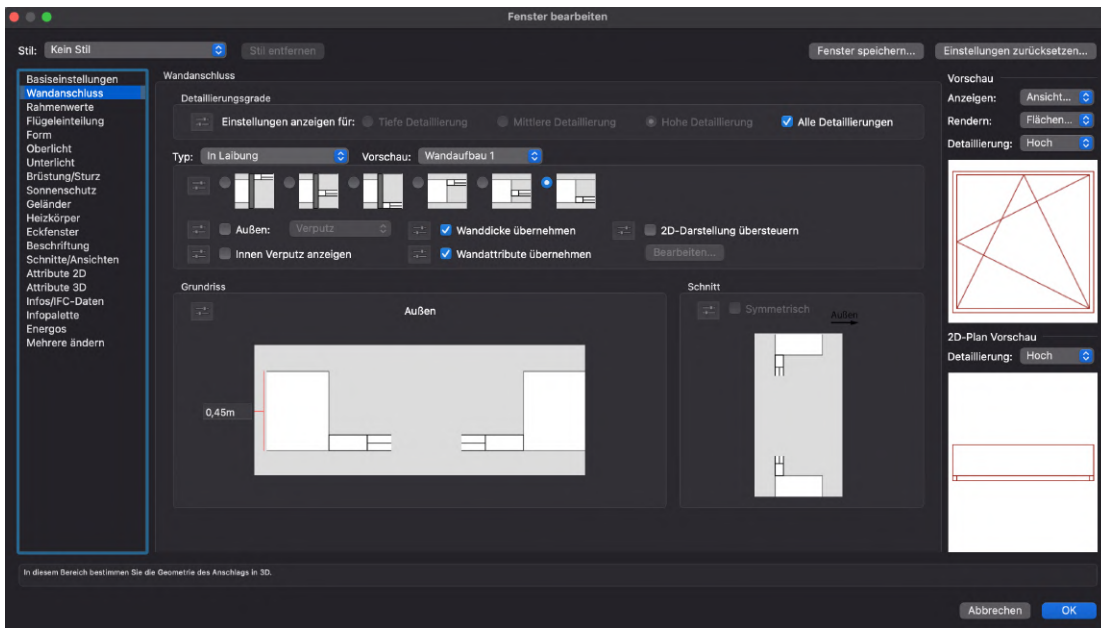 Fenster bearbeiten
Stil: Kein Stil Stil entfernen Fenster speichern... Einstellungen zurücksetzen...
Basiseinstellungen
Wandanschluss
Rahmenwerte
Flügeleinteilung
Form
Oberlicht
Unterlicht
Brüstung/Sturz
Sonnenschutz
Geländer
Heizkörper
Eckfenster
Beschriftung
Schnitte/Ansichten
Attribute 2D
Attribute 3D
Infos/IFC-Daten
Infopalette
Energos
Mehrere ändern
Wandanschluss
Detaillierungsgrade
Einstellungen anzeigen für: Tiefe Detaillierung Mittlere Detaillierung Hohe Detaillierung Alle Detaillierungen
Typ: In Laibung Vorschau: Wandaufbau 1
Außen: Verputz Wanddicke übernehmen 2D-Darstellung übersteuern
Innen Verputz anzeigen Wandattribute übernehmen Bearbeiten...
Grundriss
Außen
0,45m
Schnitt
Symmetrisch
Außen
Vorschau
Anzeigen: Ansicht...
Rendern: Flächen...
Detaillierung: Hoch
2D-Plan Vorschau
Detaillierung: Hoch
In diesem Bereich bestimmen Sie die Geometrie des Anschlags in 3D.
Abbrechen OK